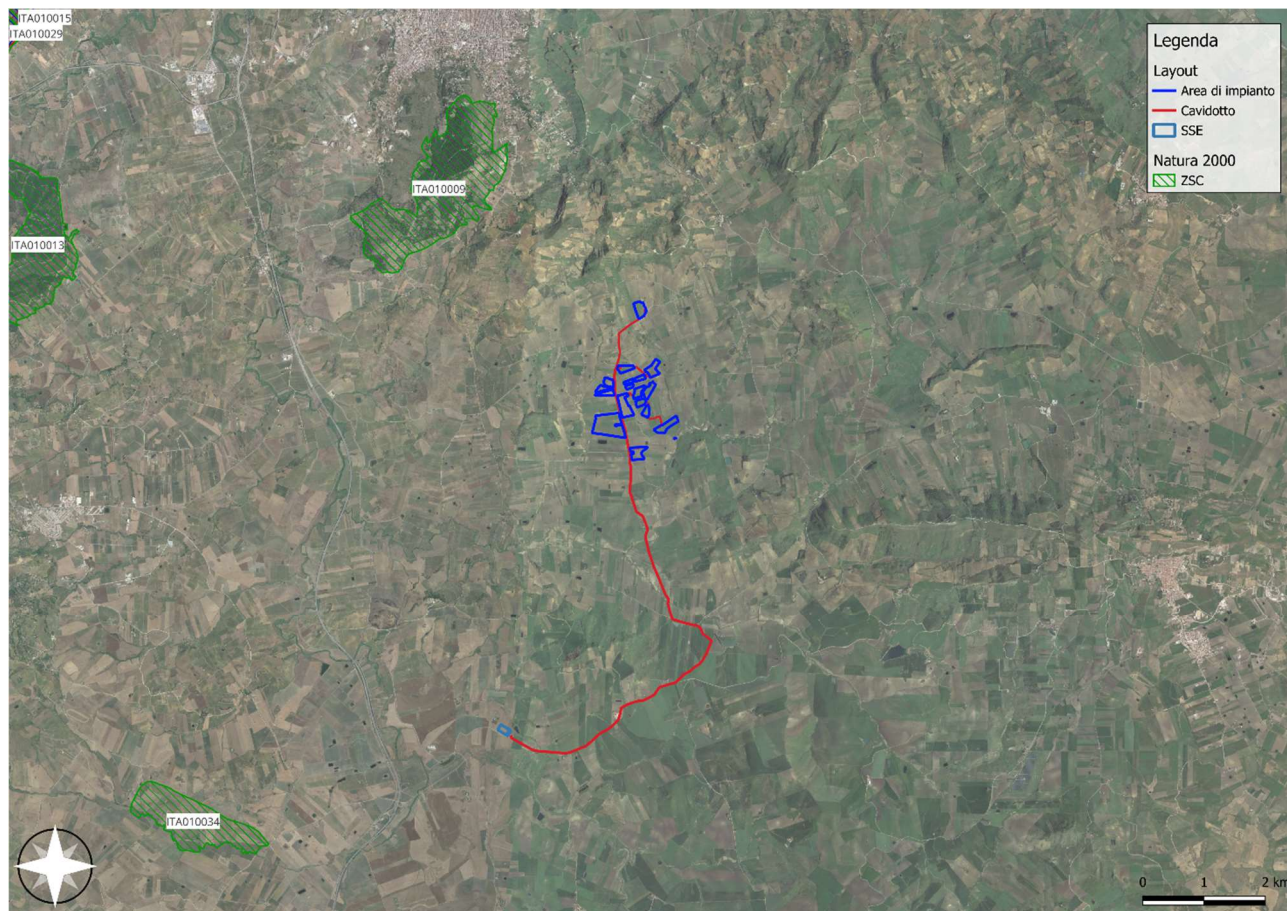 ITA010015
ITA010029
Legenda
Layout
Area di impianto
Cavidotto
SSE
Natura 2000
ZSC
ITA010009
ITA010013
ITA010034
0 1 2 km